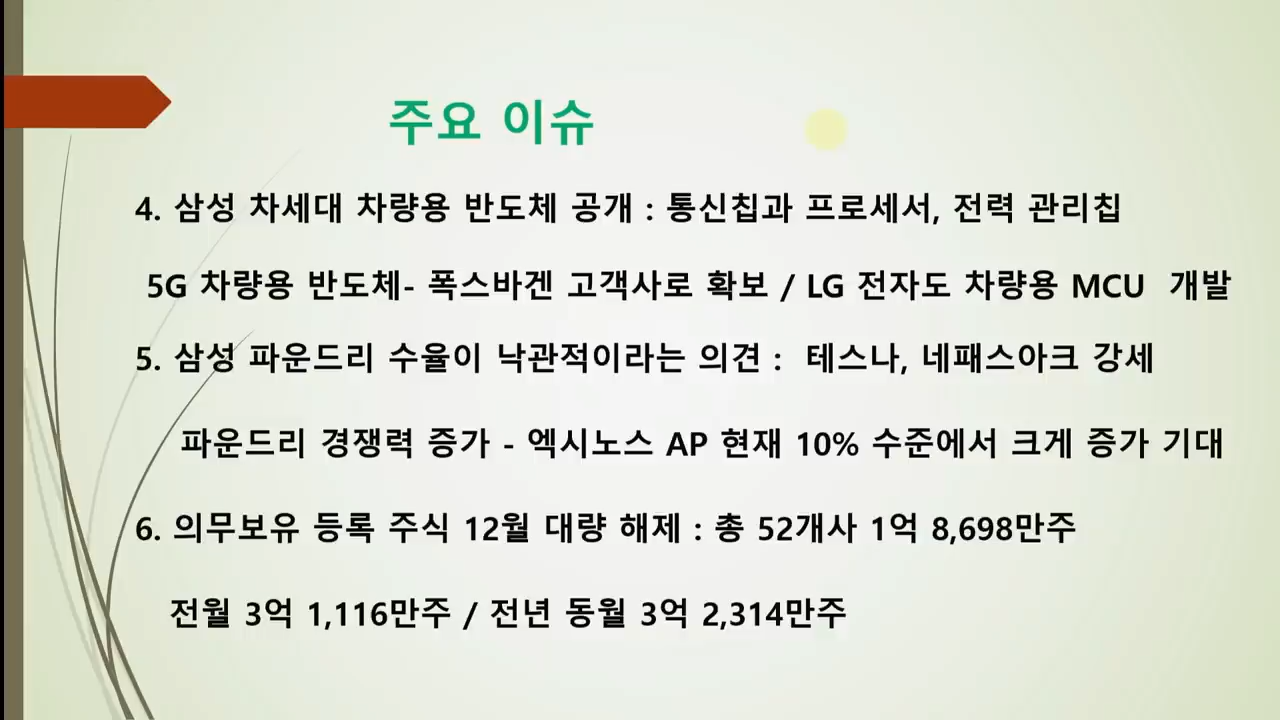 주요 이슈
4. 삼성 차세대 차량용 반도체 공개 : 통신칩과 프로세서, 전력 관리칩
5G 차량용 반도체- 폭스바겐 고객사로 확보 / LG 전자도 차량용 MCU 개발
5. 삼성 파운드리 수율이 낙관적이라는 의견 : 테스나, 네패스아크 강세
파운드리 경쟁력 증가 - 엑시노스 AP 현재 10% 수준에서 크게 증가 기대
6. 의무보유 등록 주식 12월 대량 해제 : 총 52개사 1억 8,698만주
전월 3억 1,116만주 / 전년 동월 3억 2,314만주